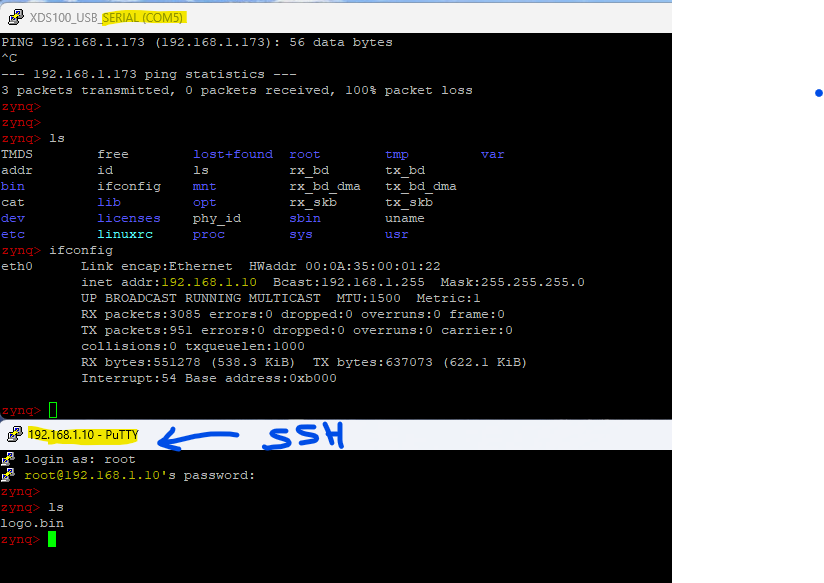 XDS100_USB_SERIAL (COM5)
PING 192.168.1.173 (192.168.1.173): 56 data bytes
^C
--- 192.168.1.173 ping statistics ---
3 packets transmitted, 0 packets received, 100% packet loss
zynq>
zynq>
zynq> ls
TMDS free lost+found root tmp var
addr id ls rx_bd tx_bd
bin ifconfig mnt rx_bd_dma tx_bd_dma
cat lib opt rx_skb tx_skb
dev licenses phy_id sbin uname
etc linuxrc proc sys usr
zynq> ifconfig
eth0 Link encap:Ethernet HWaddr 00:0A:35:00:01:22
inet addr:192.168.1.10 Bcast:192.168.1.255 Mask:255.255.255.0
UP BROADCAST RUNNING MULTICAST MTU:1500 Metric:1
RX packets:3085 errors:0 dropped:0 overruns:0 frame:0
TX packets:951 errors:0 dropped:0 overruns:0 carrier:0
collisions:0 txqueuelen:1000
RX bytes:551278 (538.3 KiB) TX bytes:637073 (622.1 KiB)
Interrupt:54 Base address:0xb000
zynq>
192.168.1.10 - PuTTY SSH
login as: root
root@192.168.1.10's password:
zynq>
zynq> ls
logo.bin
zynq>